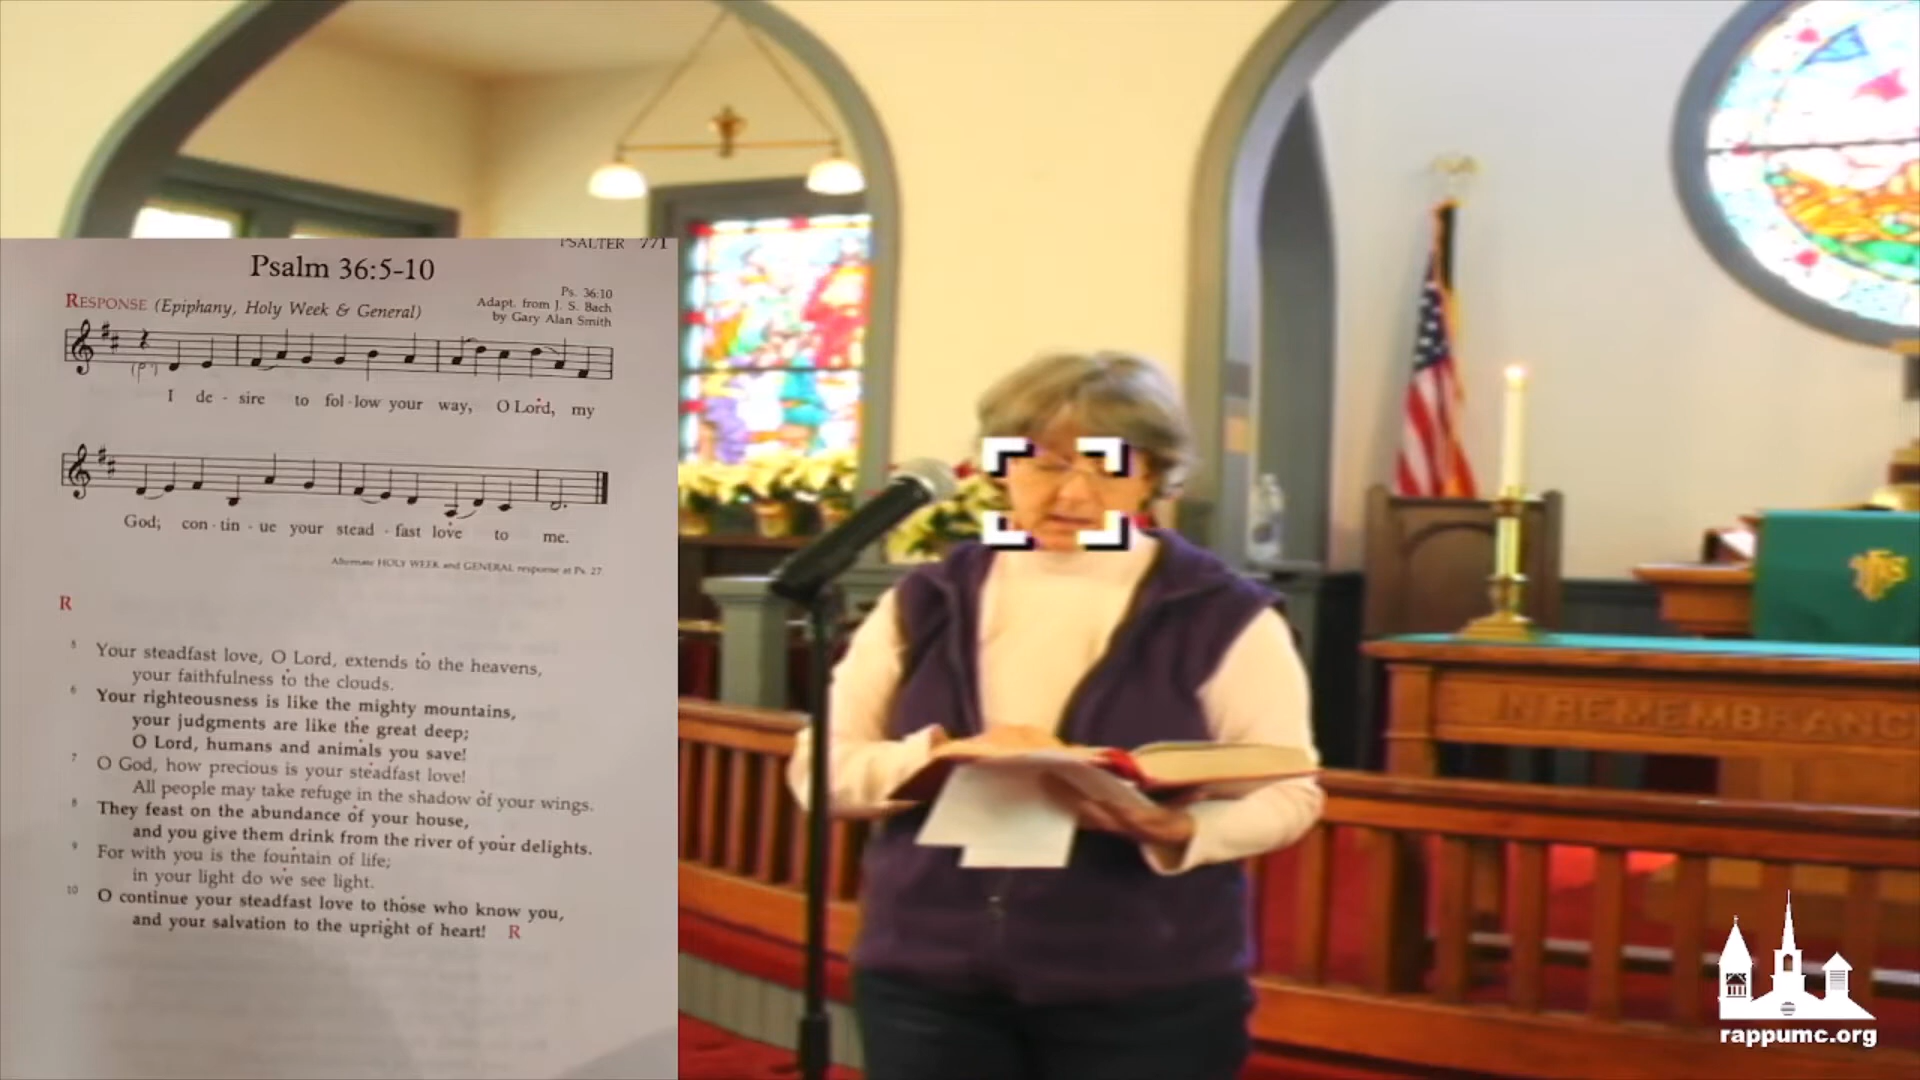 PSALTER 771
Psalm 36:5-10
RESPONSE (Epiphany, Holy Week & General)
Ps. 36:10
Adapt. from J. S. Bach
by Gary Alan Smith
I de - sire to fol - low your way, O Lord, my
God; con - tin - ue your stead - fast love to me.
Alternate HOLY WEEK and GENERAL response at Ps. 27
R
5 Your steadfast love, O Lord, extends to the heavens,
your faithfulness to the clouds.
6 Your righteousness is like the mighty mountains,
your judgments are like the great deep;
O Lord, humans and animals you save!
7 O God, how precious is your steadfast love!
All people may take refuge in the shadow of your wings.
8 They feast on the abundance of your house,
and you give them drink from the river of your delights.
9 For with you is the fountain of life;
in your light do we see light.
10 O continue your steadfast love to those who know you,
and your salvation to the upright of heart! R
IHS
IN REMEMBRANC
rappumc.org